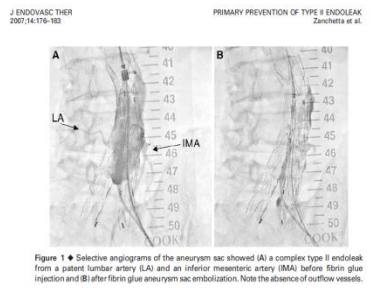 J ENDOVASC THER
2007;14:176–183
PRIMARY PREVENTION OF TYPE II ENDOLEAK
Zanchetta et al.
A
B
LA
IMA
41
42
43
44
45
46
47
48
49
50
COOK
41
42
43
44
45
46
47
48
49
50
COOK
Figure 1 ◆ Selective angiograms of the aneurysm sac showed (A) a complex type II endoleak
from a patent lumbar artery (LA) and an inferior mesenteric artery (IMA) before fibrin glue
injection and (B) after fibrin glue aneurysm sac embolization. Note the absence of outflow vessels.